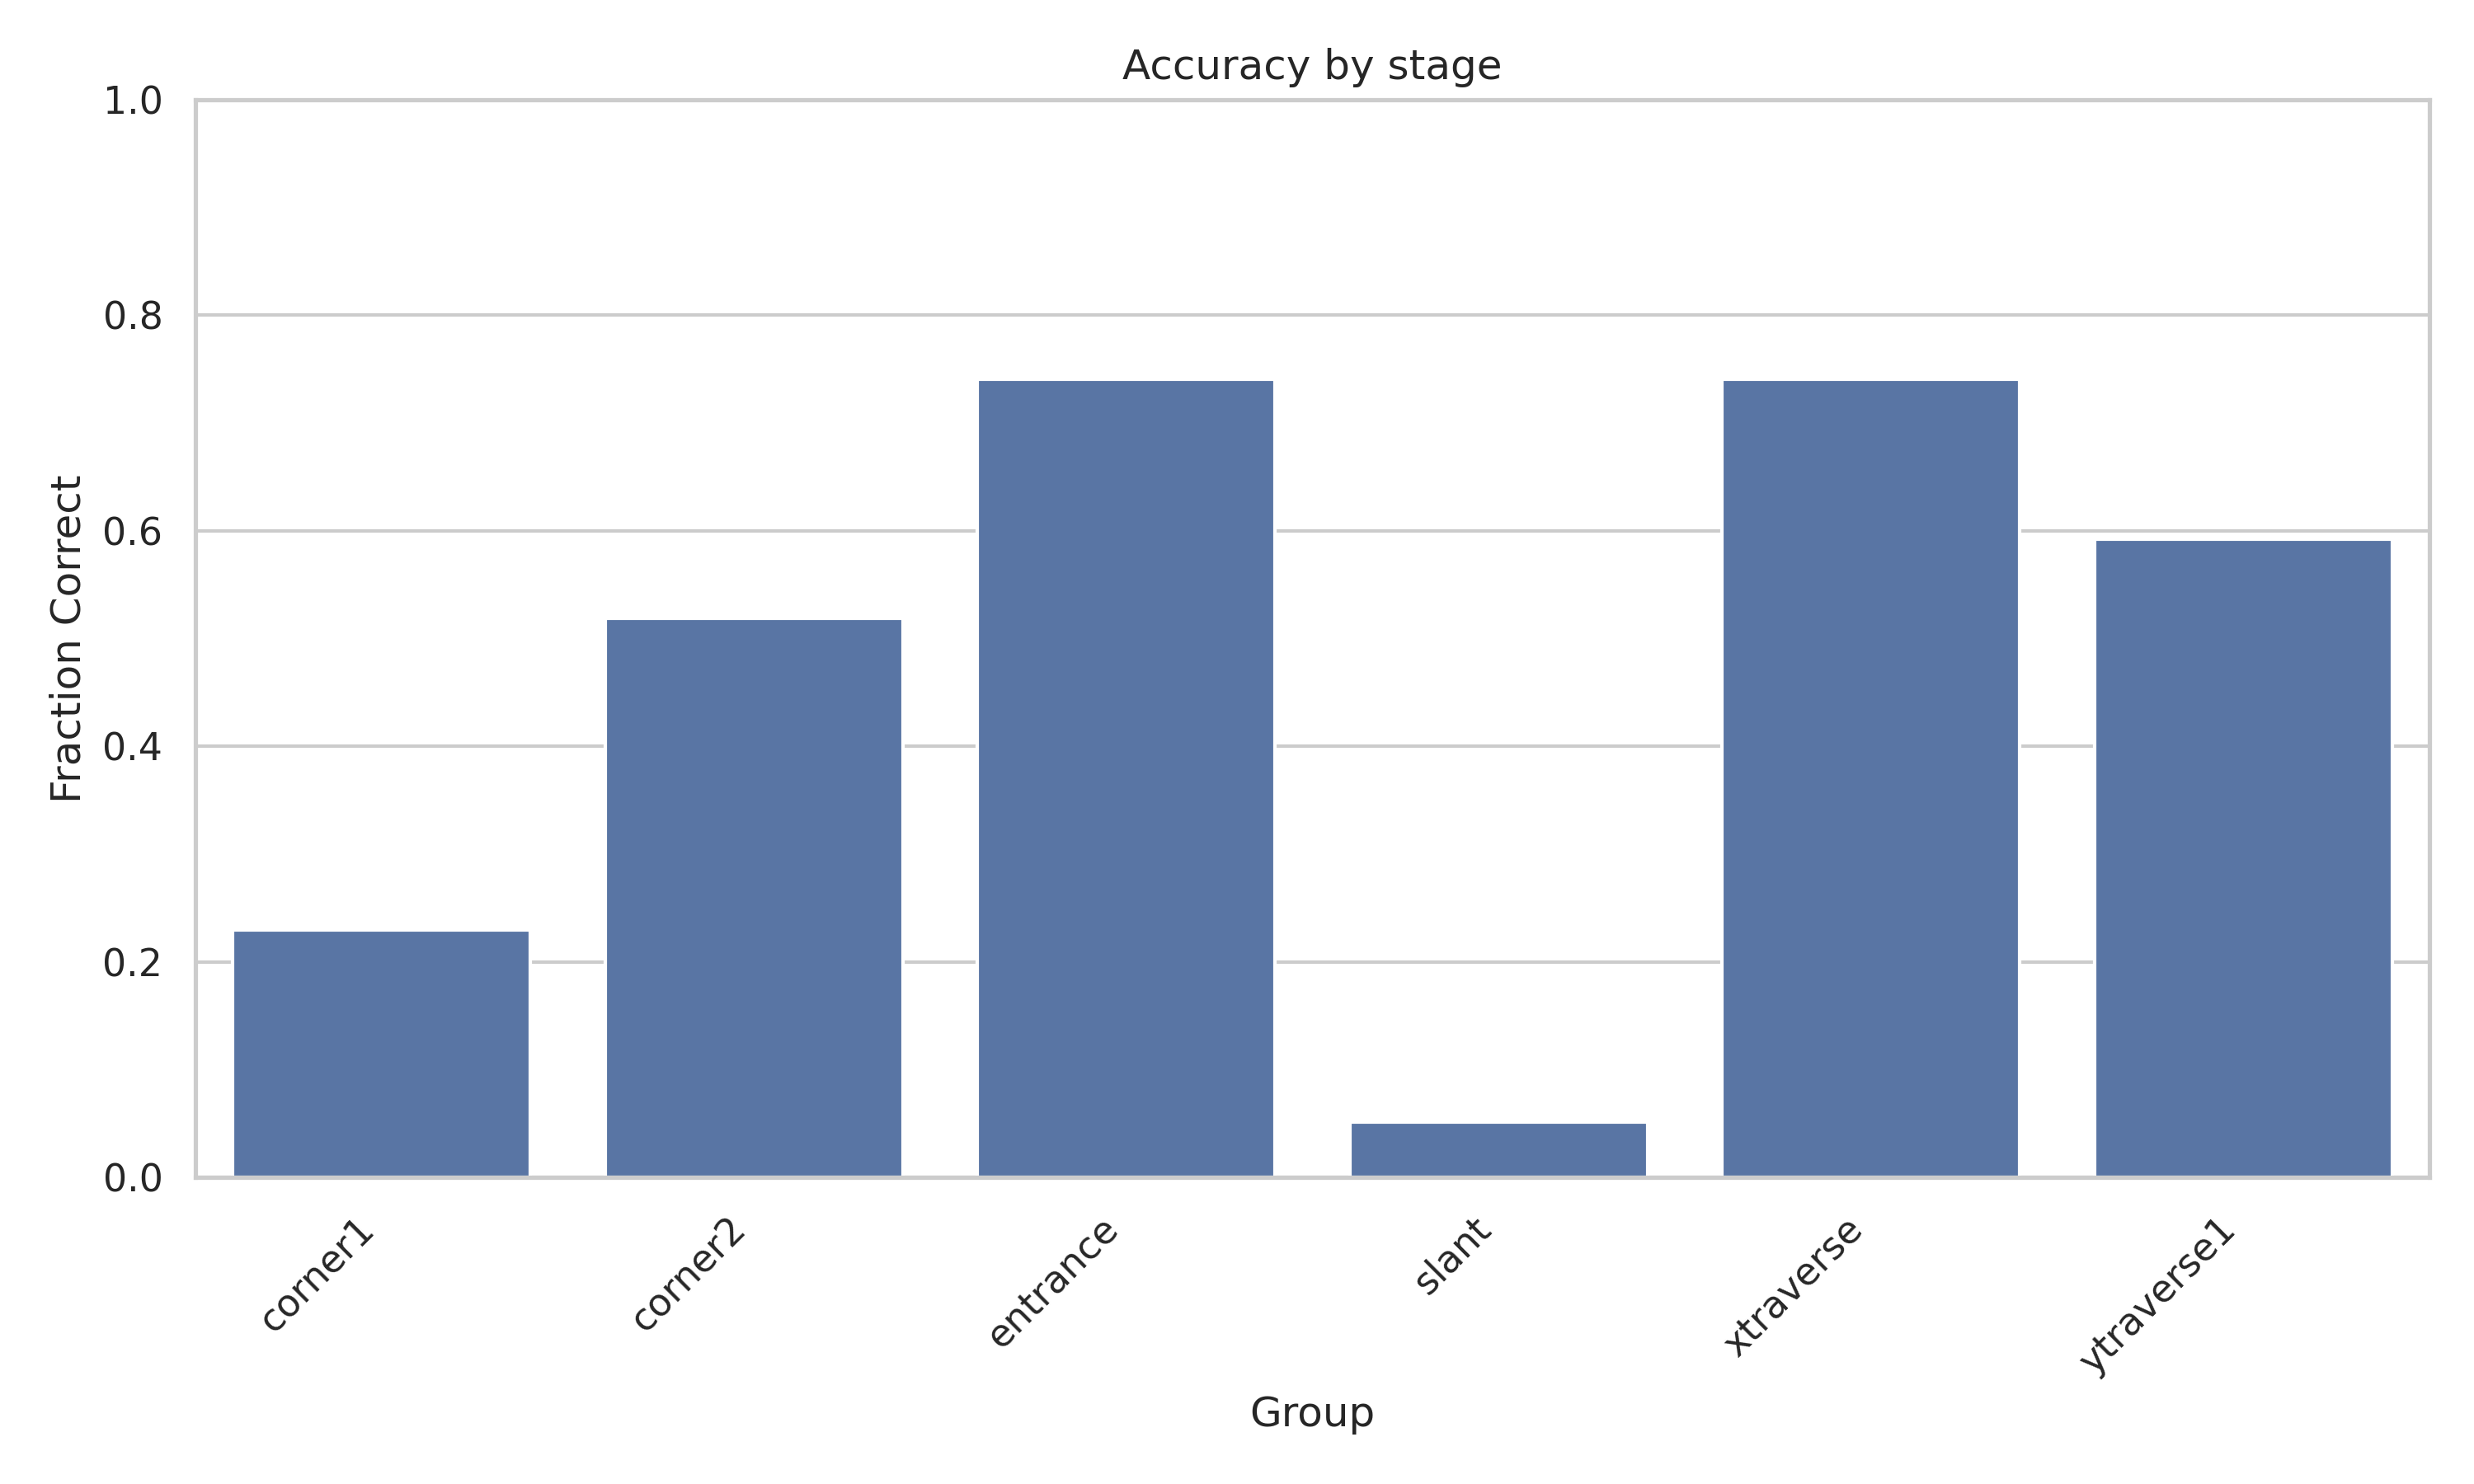 Accuracy by stage
1.0
0.8
0.6
0.4
0.2
0.0
Fraction Correct
corner1
corner2
entrance
slant
xtraverse
ytraverse1
Group